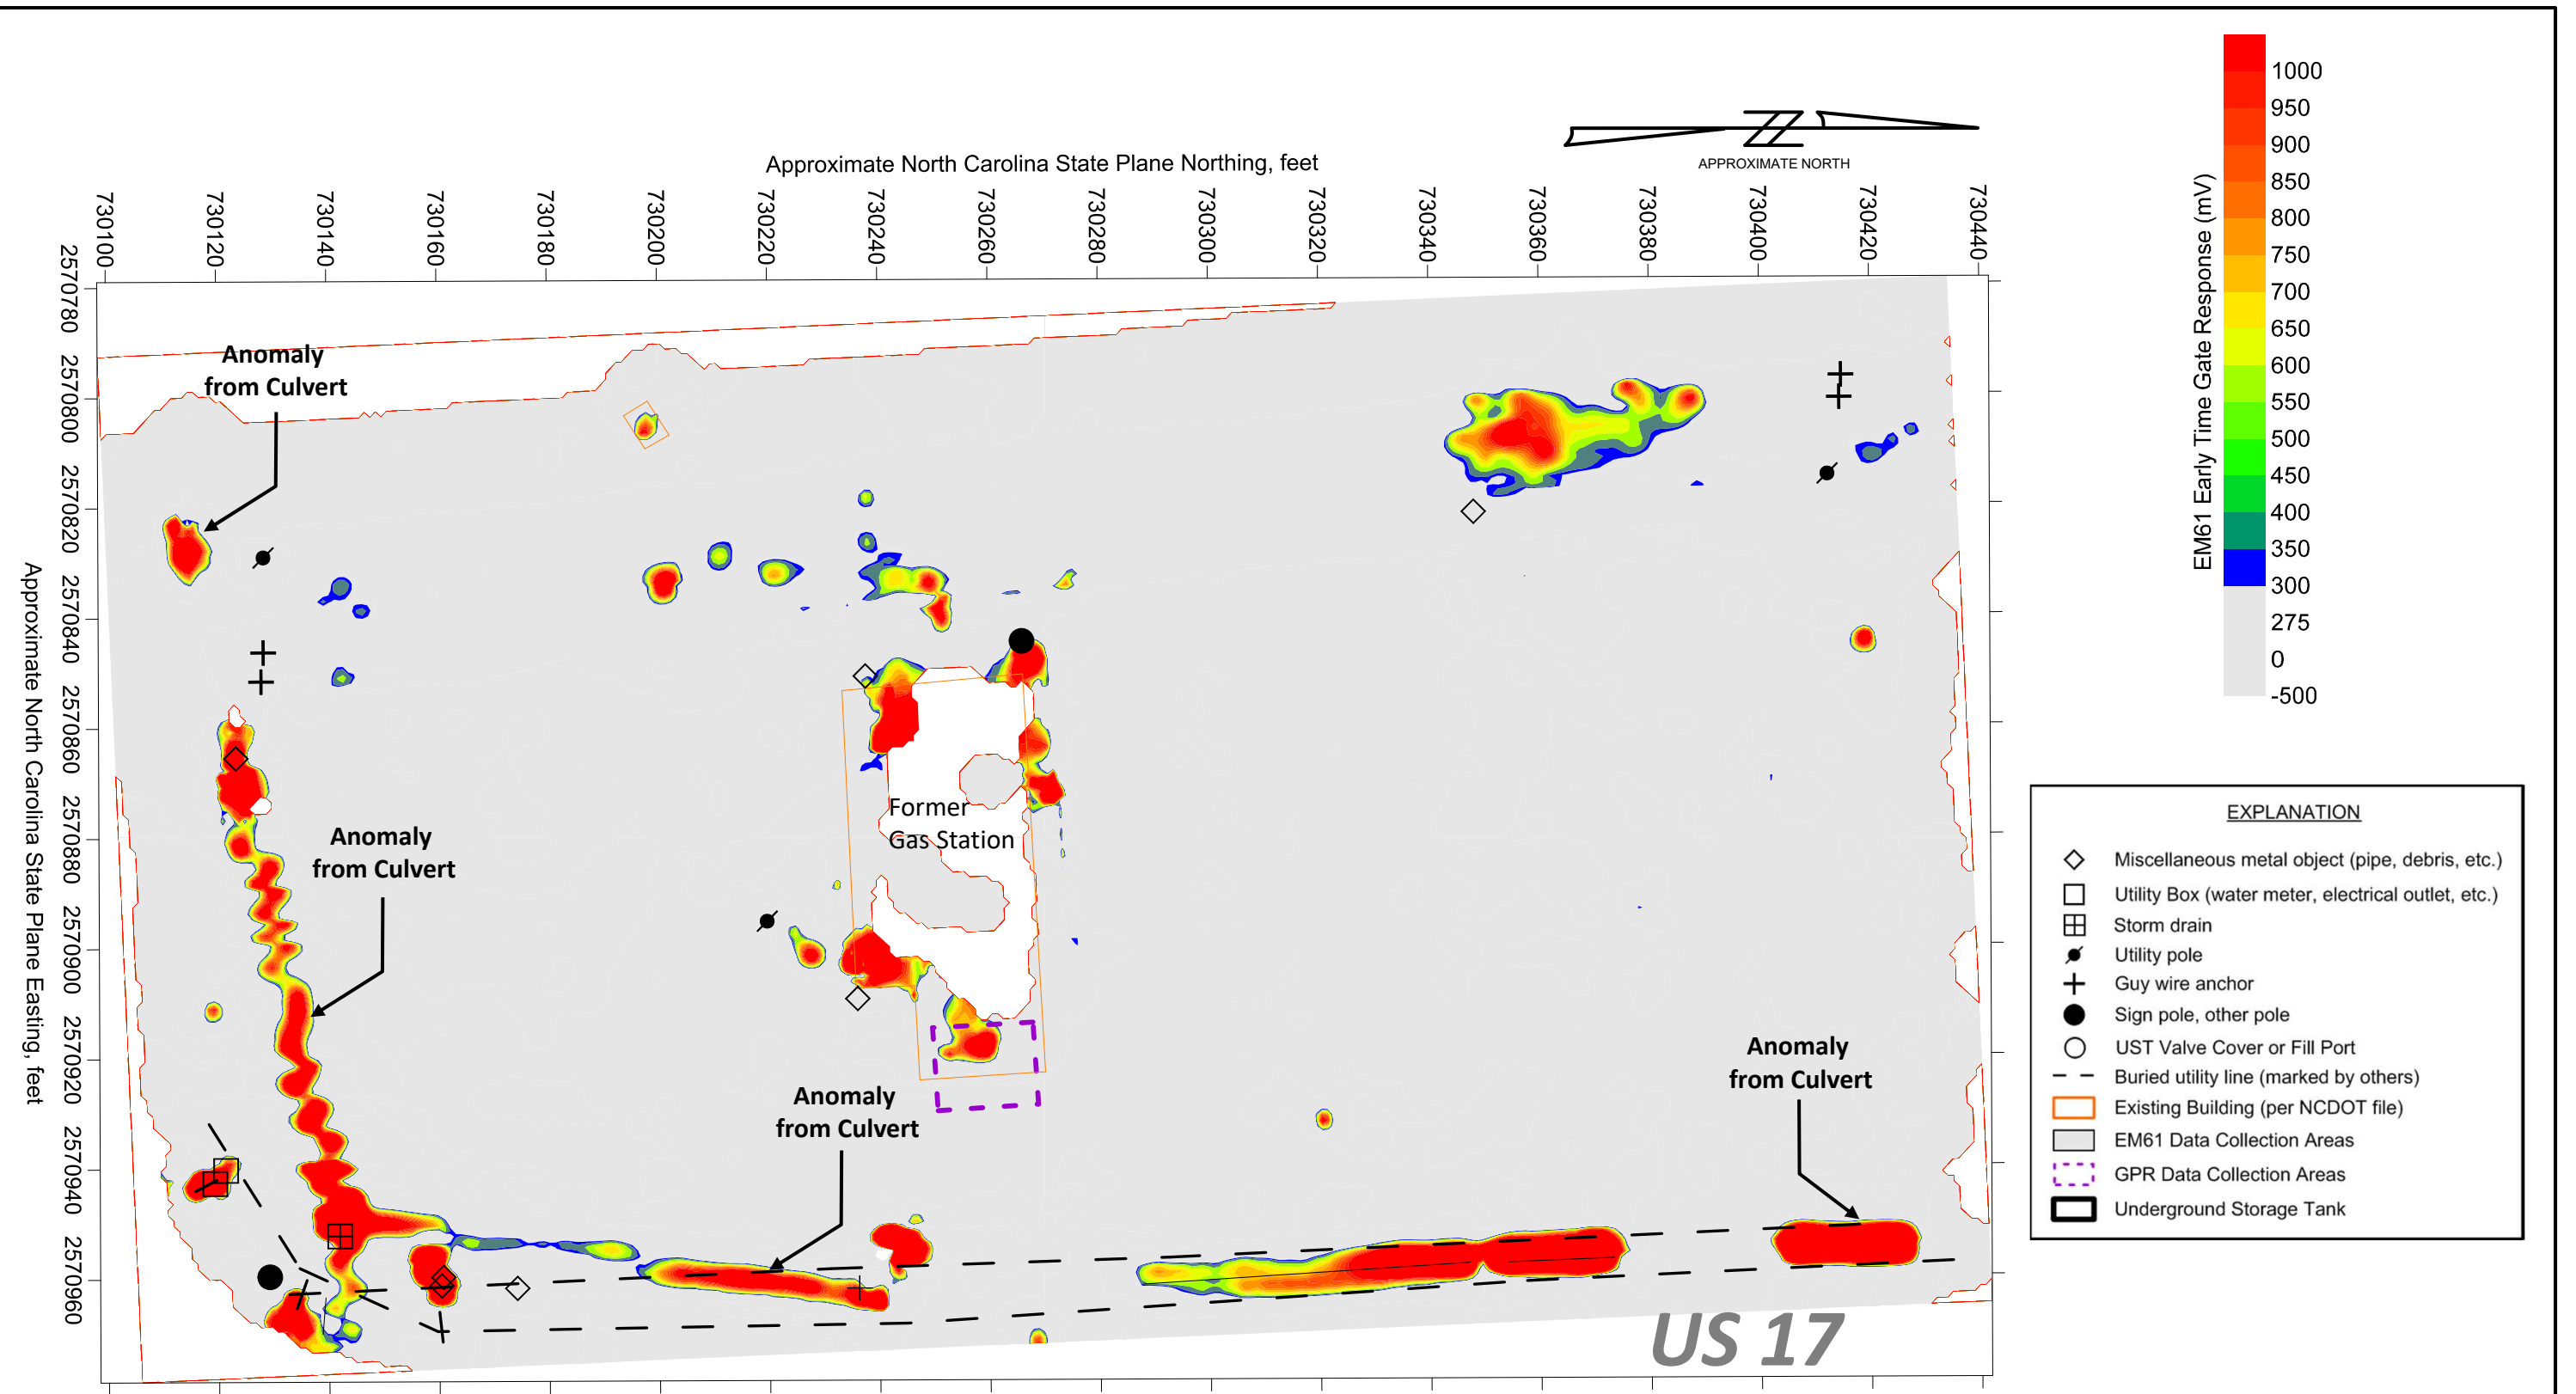 Approximate North Carolina State Plane Northing, feet
APPROXIMATE NORTH
730100
730120
730140
730160
730180
730200
730220
730240
730260
730280
730300
730320
730340
730360
730380
730400
730420
730440
Approximate North Carolina State Plane Easting, feet
2570780
2570800
2570820
2570840
2570860
2570880
2570900
2570920
2570940
2570960
Anomaly
from Culvert
Anomaly
from Culvert
Former
Gas Station
Anomaly
from Culvert
Anomaly
from Culvert
US 17
EM61 Early Time Gate Response (mV)
1000
950
900
850
800
750
700
650
600
550
500
450
400
350
300
275
0
-500
EXPLANATION
Miscellaneous metal object (pipe, debris, etc.)
Utility Box (water meter, electrical outlet, etc.)
Storm drain
Utility pole
Guy wire anchor
Sign pole, other pole
UST Valve Cover or Fill Port
Buried utility line (marked by others)
Existing Building (per NCDOT file)
EM61 Data Collection Areas
GPR Data Collection Areas
Underground Storage Tank